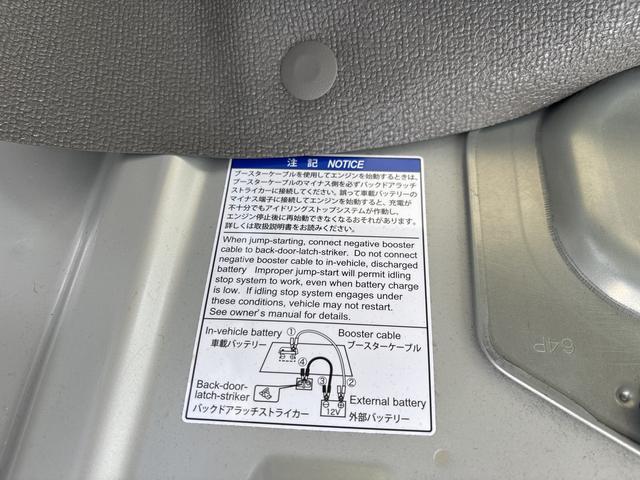 注 記 NOTICE
ブースターケーブルを使用してエンジンを始動するときは、
ブースターケーブルのマイナス側を必ずバックドアラッチ
ストライカーに接続してください。誤って車載バッテリーの
マイナス端子に接続してエンジンを始動すると、充電が
不十分でもアイドリングストップシステムが作動し、
エンジン停止後に再始動できなくなるおそれがあります。
詳しくは取扱説明書をお読みください。
When jump-starting, connect negative booster
cable to back-door-latch-striker. Do not connect
negative booster cable to in-vehicle, discharged
battery Improper jump-start will permit idling
stop system to work, even when battery charge
is low. If idling stop system engages under
these conditions, vehicle may not restart.
See owner's manual for details.
In-vehicle battery ① Booster cable
車載バッテリー ブースターケーブル
④
③ ②
Back-door-
latch-striker
External battery
12V
バックドアラッチストライカー 外部バッテリー
64P